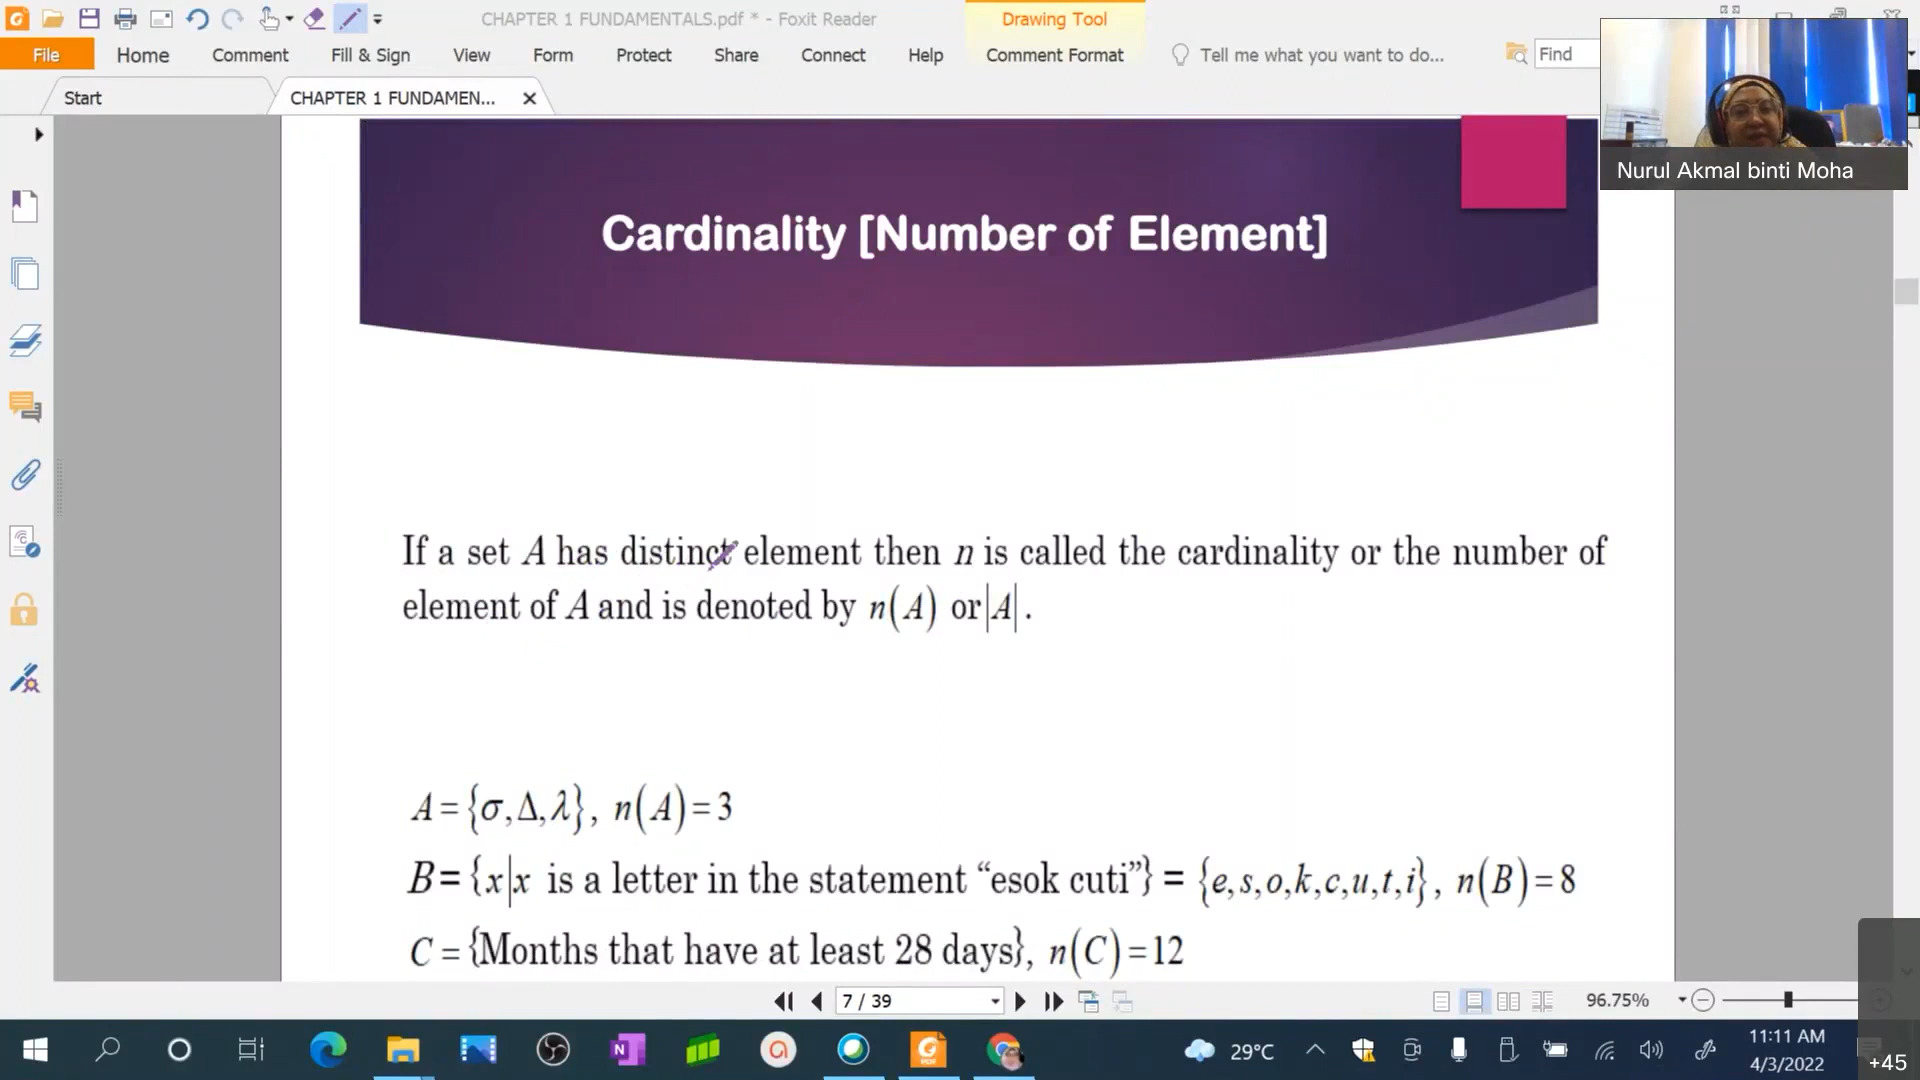 CHAPTER 1 FUNDAMENTALS.pdf * - Foxit Reader
Drawing Tool
File Home Comment Fill & Sign View Form Protect Share Connect Help Comment Format Tell me what you want to do... Find
Start CHAPTER 1 FUNDAMEN...
Nurul Akmal binti Moha
Cardinality [Number of Element]
If a set A has distinct element then n is called the cardinality or the number of
element of A and is denoted by n(A) or |A| .
A = {σ, Δ, λ}, n(A) = 3
B = {x|x is a letter in the statement “esok cuti”} = {e, s, o, k, c, u, t, i}, n(B) = 8
C = {Months that have at least 28 days}, n(C) = 12
7 / 39
96.75%
29°C
11:11 AM
4/3/2022
+45